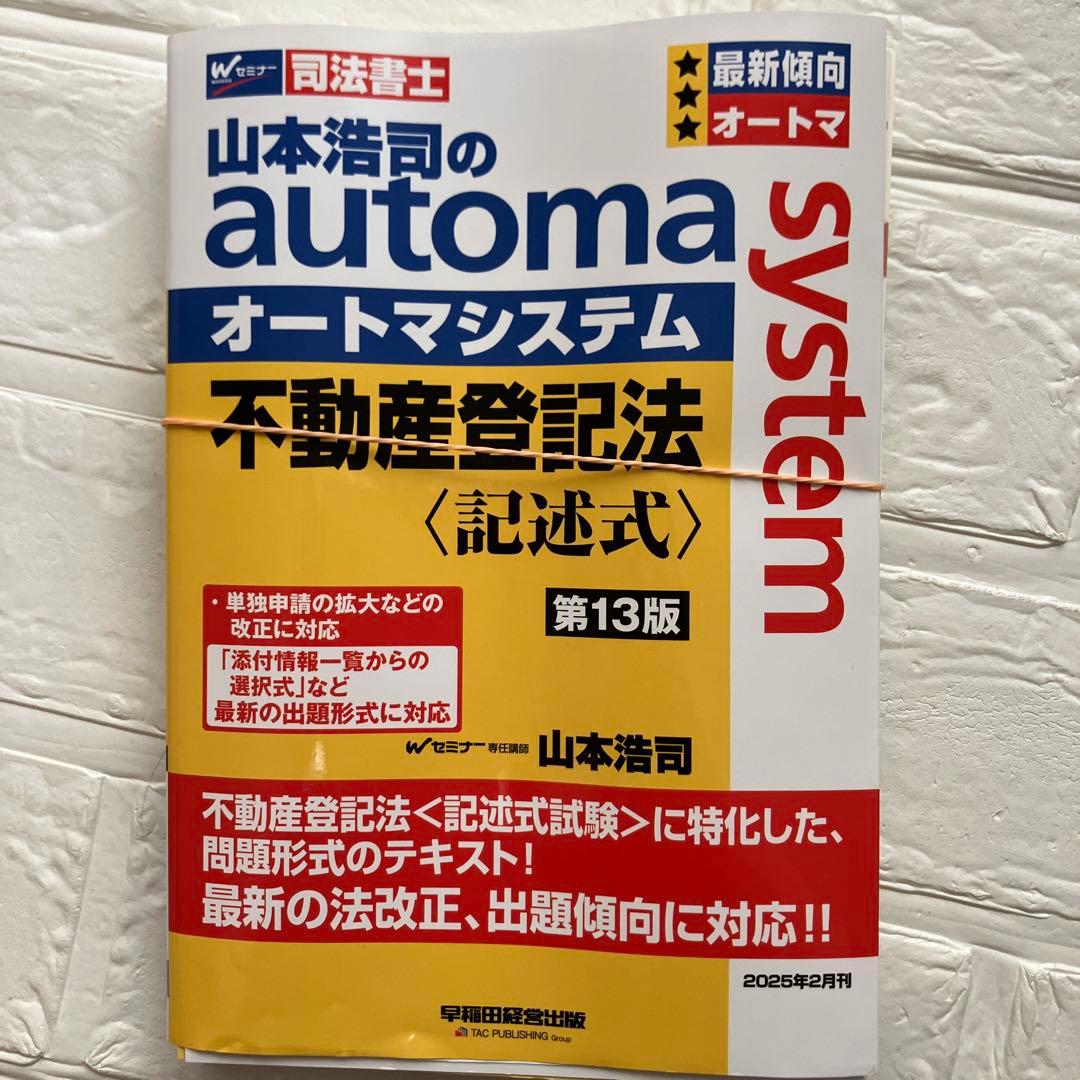 Wセミナー 司法書士
WASEDA
★ 最新傾向
★
★ オートマ
山本浩司の
automa
system
オートマシステム
不動産登記法
〈記述式〉
第13版
・単独申請の拡大などの
改正に対応
「添付情報一覧からの
選択式」など
最新の出題形式に対応
Wセミナー 専任講師 山本浩司
不動産登記法<記述式試験>に特化した、
問題形式のテキスト!
最新の法改正、出題傾向に対応!!
2025年2月刊
早稲田経営出版
TAC PUBLISHING Group